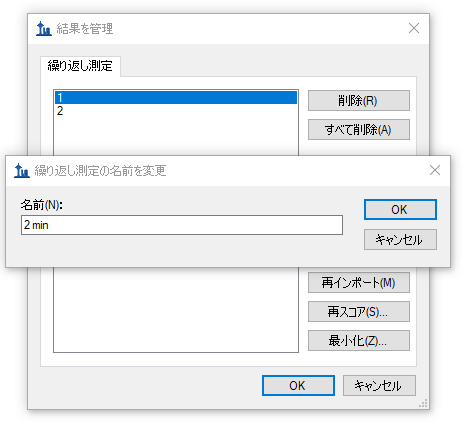 結果を管理
繰り返し測定
1
2
削除(R)
すべて削除(A)
繰り返し測定の名前を変更
名前(N):
2 min
OK
キャンセル
再インポート(M)
再スコア(S)...
最小化(Z)...
OK
キャンセル